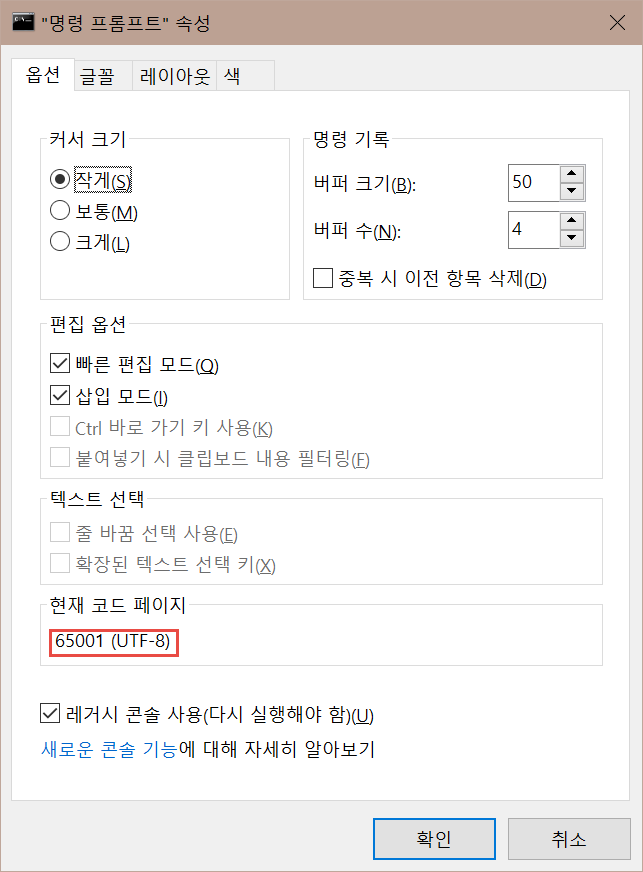 "명령 프롬프트" 속성
옵션 글꼴 레이아웃 색
커서 크기
작게(S)
보통(M)
크게(L)
명령 기록
버퍼 크기(B): 50
버퍼 수(N): 4
중복 시 이전 항목 삭제(D)
편집 옵션
빠른 편집 모드(Q)
삽입 모드(I)
Ctrl 바로 가기 키 사용(K)
붙여넣기 시 클립보드 내용 필터링(F)
텍스트 선택
줄 바꿈 선택 사용(E)
확장된 텍스트 선택 키(X)
현재 코드 페이지
65001 (UTF-8)
레거시 콘솔 사용(다시 실행해야 함)(U)
새로운 콘솔 기능에 대해 자세히 알아보기
확인 취소